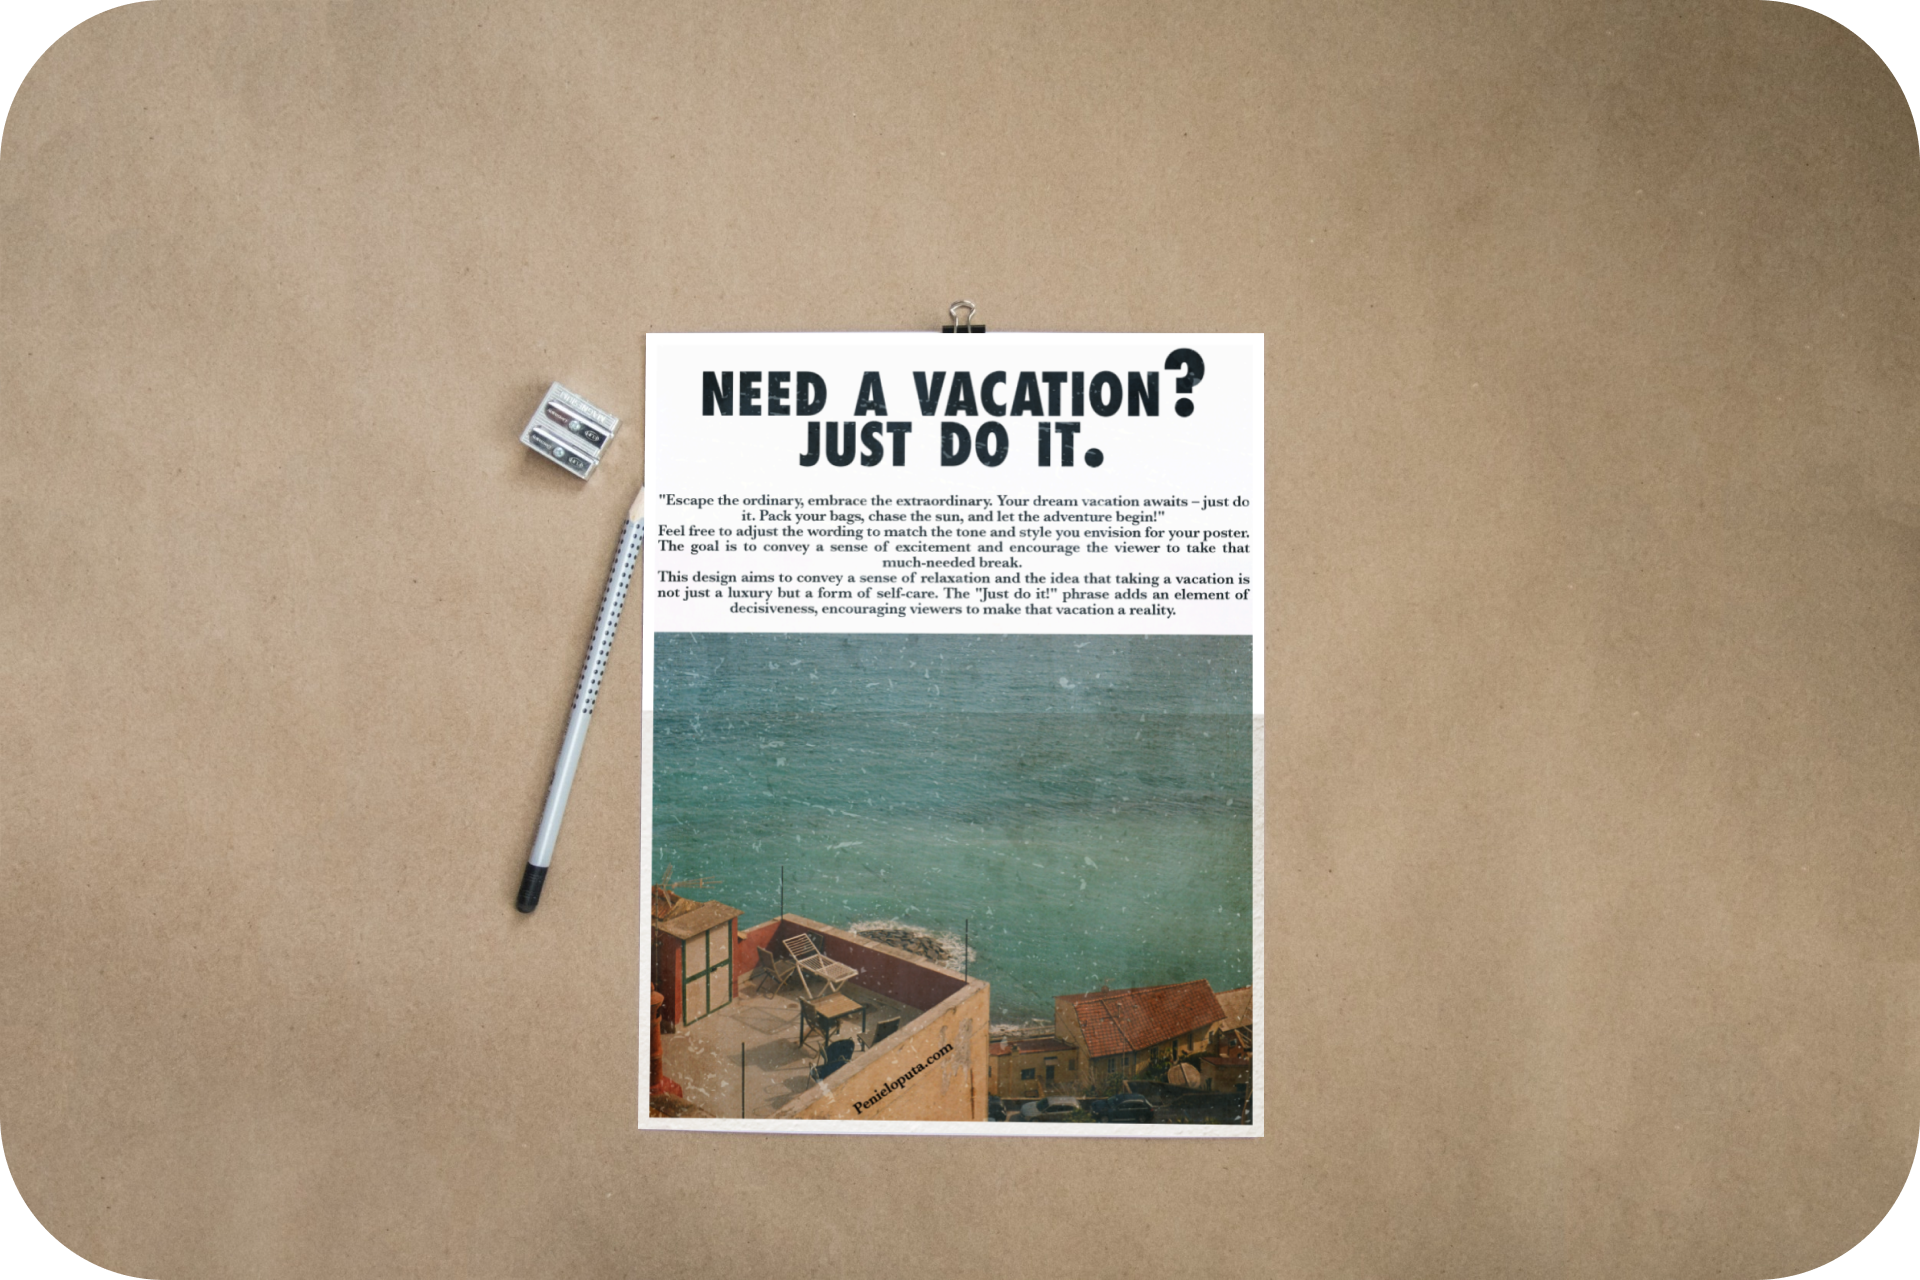 NEED A VACATION?
JUST DO IT.
"Escape the ordinary, embrace the extraordinary. Your dream vacation awaits – just do
it. Pack your bags, chase the sun, and let the adventure begin!"
Feel free to adjust the wording to match the tone and style you envision for your poster.
The goal is to convey a sense of excitement and encourage the viewer to take that
much-needed break.
This design aims to convey a sense of relaxation and the idea that taking a vacation is
not just a luxury but a form of self-care. The "Just do it!" phrase adds an element of
decisiveness, encouraging viewers to make that vacation a reality.
Penieloputa.com